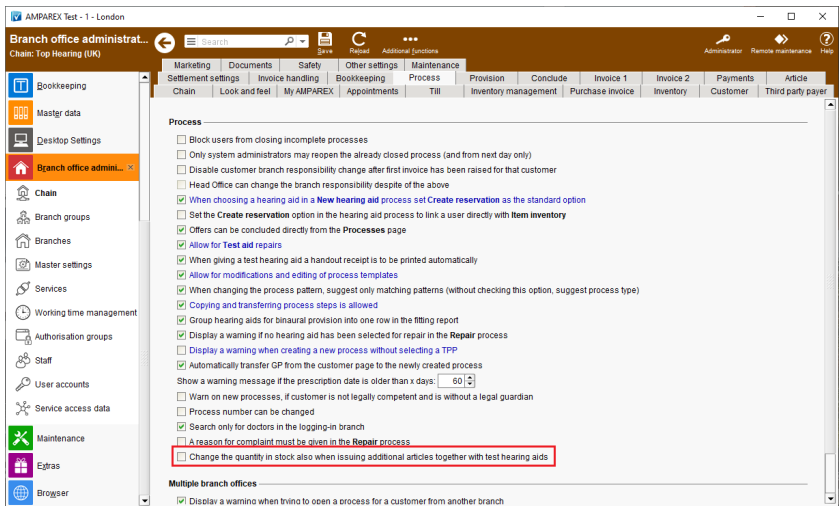 AMPAREX Test - 1 - London
Branch office administrat...
Chain: Top Hearing (UK)
Search
Save
Reload
Additional functions
Administrator
Remote maintenance
Help
Marketing Documents Safety Other settings Maintenance
Settlement settings Invoice handling Bookkeeping Process Provision Conclude Invoice 1 Invoice 2 Payments Article
Chain Look and feel My AMPAREX Appointments Till Inventory management Purchase invoice Inventory Customer Third party payer
Bookkeeping
Master data
Desktop Settings
Branch office admini...
Chain
Branch groups
Branches
Master settings
Services
Working time management
Authorisation groups
Staff
User accounts
Service access data
Maintenance
Extras
Browser
Process
Block users from closing incomplete processes
Only system administrators may reopen the already closed process (and from next day only)
Disable customer branch responsibility change after first invoice has been raised for that customer
Head Office can change the branch responsibility despite of the above
When choosing a hearing aid in a New hearing aid process set Create reservation as the standard option
Set the Create reservation option in the hearing aid process to link a user directly with Item inventory
Offers can be concluded directly from the Processes page
Allow for Test aid repairs
When giving a test hearing aid a handout receipt is to be printed automatically
Allow for modifications and editing of process templates
When changing the process pattern, suggest only matching patterns (without checking this option, suggest process type)
Copying and transferring process steps is allowed
Group hearing aids for binaural provision into one row in the fitting report
Display a warning if no hearing aid has been selected for repair in the Repair process
Display a warning when creating a new process without selecting a TPP
Automatically transfer GP from the customer page to the newly created process
Show a warning message if the prescription date is older than x days: 60
Warn on new processes, if customer is not legally competent and is without a legal guardian
Process number can be changed
Search only for doctors in the logging-in branch
A reason for complaint must be given in the Repair process
Change the quantity in stock also when issuing additional articles together with test hearing aids
Multiple branch offices
Display a warning when trying to open a process for a customer from another branch